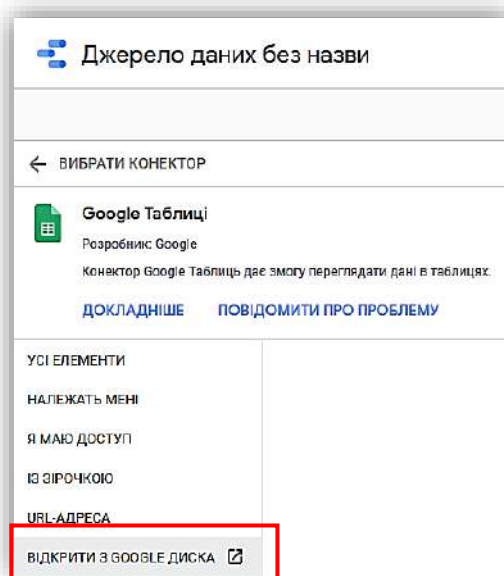 Джерело даних без назви
← ВИБРАТИ КОНЕКТОР
Google Таблиці
Розробник: Google
Конектор Google Таблиць дає змогу переглядати дані в таблицях.
ДОКЛАДНІШЕ ПОВІДОМИТИ ПРО ПРОБЛЕМУ
УСІ ЕЛЕМЕНТИ
НАЛЕЖАТЬ МЕНІ
Я МАЮ ДОСТУП
ІЗ ЗІРОЧКОЮ
URL-АДРЕСА
ВІДКРИТИ З GOOGLE ДИСКА